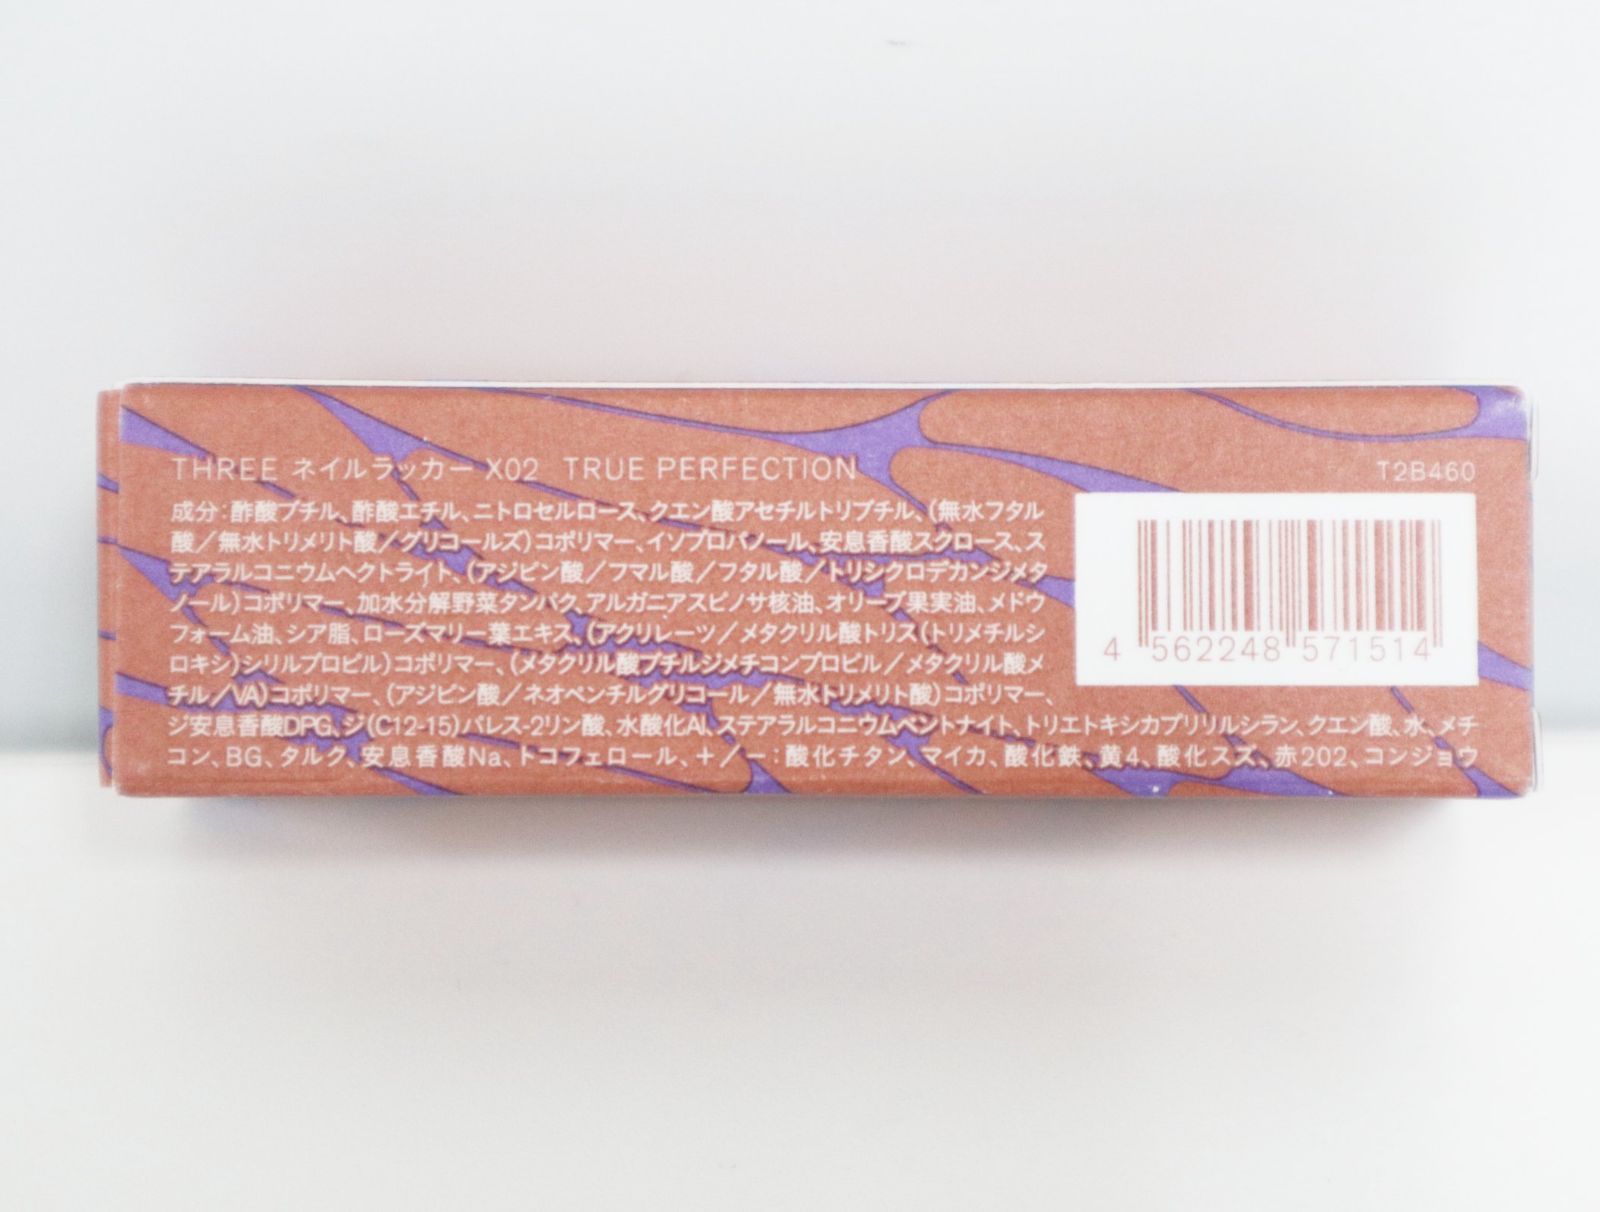 THREE ネイルラッカー X02 TRUE PERFECTION
T2B460
成分:酢酸ブチル、酢酸エチル、ニトロセルロース、クエン酸アセチルトリブチル、(無水フタル
酸/無水トリメリト酸/グリコールズ)コポリマー、イソプロパノール、安息香酸スクロース、ス
テアラルコニウムヘクトライト、(アジピン酸/フマル酸/フタル酸/トリシクロデカンジメタ
ノール)コポリマー、加水分解野菜タンパク、アルガニアスピノサ核油、オリーブ果実油、メドウ
フォーム油、シア脂、ローズマリー葉エキス、(アクリレーツ/メタクリル酸トリス(トリメチルシ
ロキシ)シリルプロピル)コポリマー、(メタクリル酸ブチルジメチコンプロピル/メタクリル酸メ
チル/VA)コポリマー、(アジピン酸/ネオペンチルグリコール/無水トリメリト酸)コポリマー、
ジ安息香酸DPG、ジ(C12-15)パレス-2リン酸、水酸化Al、ステアラルコニウムベントナイト、トリエトキシカプリリルシラン、クエン酸、水、メチ
コン、BG、タルク、安息香酸Na、トコフェロール、+/-:酸化チタン、マイカ、酸化鉄、黄4、酸化スズ、赤202、コンジョウ
4 562248 571514